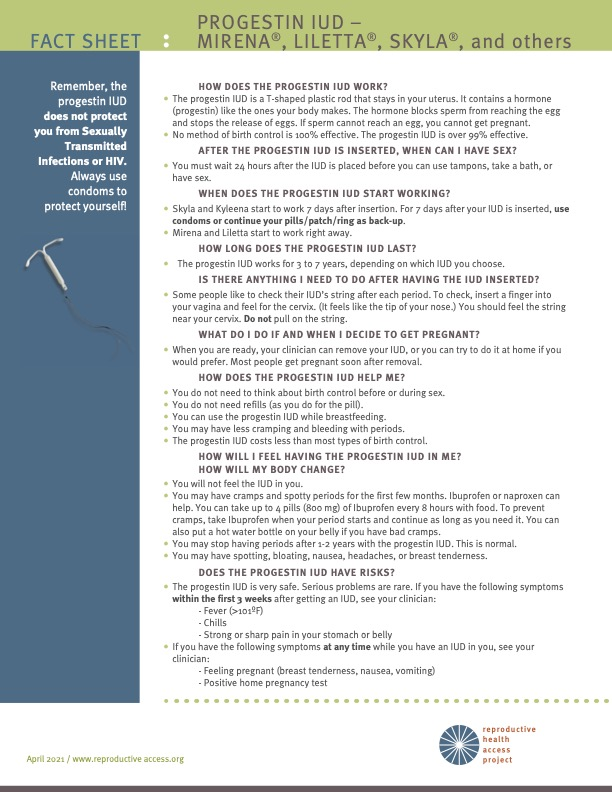 FACT SHEET :
PROGESTIN IUD –
MIRENA®, LILETTA®, SKYLA®, and others
Remember, the
progestin IUD
does not protect
you from Sexually
Transmitted
Infections or HIV.
Always use
condoms to
protect yourself!
HOW DOES THE PROGESTIN IUD WORK?
• The progestin IUD is a T-shaped plastic rod that stays in your uterus. It contains a hormone
(progestin) like the ones your body makes. The hormone blocks sperm from reaching the egg
and stops the release of eggs. If sperm cannot reach an egg, you cannot get pregnant.
• No method of birth control is 100% effective. The progestin IUD is over 99% effective.
AFTER THE PROGESTIN IUD IS INSERTED, WHEN CAN I HAVE SEX?
• You must wait 24 hours after the IUD is placed before you can use tampons, take a bath, or
have sex.
WHEN DOES THE PROGESTIN IUD START WORKING?
• Skyla and Kyleena start to work 7 days after insertion. For 7 days after your IUD is inserted, use
condoms or continue your pills/patch/ring as back-up.
• Mirena and Liletta start to work right away.
HOW LONG DOES THE PROGESTIN IUD LAST?
• The progestin IUD works for 3 to 7 years, depending on which IUD you choose.
IS THERE ANYTHING I NEED TO DO AFTER HAVING THE IUD INSERTED?
• Some people like to check their IUD's string after each period. To check, insert a finger into
your vagina and feel for the cervix. (It feels like the tip of your nose.) You should feel the string
near your cervix. Do not pull on the string.
WHAT DO I DO IF AND WHEN I DECIDE TO GET PREGNANT?
• When you are ready, your clinician can remove your IUD, or you can try to do it at home if you
would prefer. Most people get pregnant soon after removal.
HOW DOES THE PROGESTIN IUD HELP ME?
• You do not need to think about birth control before or during sex.
• You do not need refills (as you do for the pill).
• You can use the progestin IUD while breastfeeding.
• You may have less cramping and bleeding with periods.
• The progestin IUD costs less than most types of birth control.
HOW WILL I FEEL HAVING THE PROGESTIN IUD IN ME?
HOW WILL MY BODY CHANGE?
• You will not feel the IUD in you.
• You may have cramps and spotty periods for the first few months. Ibuprofen or naproxen can
help. You can take up to 4 pills (800 mg) of Ibuprofen every 8 hours with food. To prevent
cramps, take Ibuprofen when your period starts and continue as long as you need it. You can
also put a hot water bottle on your belly if you have bad cramps.
• You may stop having periods after 1-2 years with the progestin IUD. This is normal.
• You may have spotting, bloating, nausea, headaches, or breast tenderness.
DOES THE PROGESTIN IUD HAVE RISKS?
• The progestin IUD is very safe. Serious problems are rare. If you have the following symptoms
within the first 3 weeks after getting an IUD, see your clinician:
- Fever (>101ºF)
- Chills
- Strong or sharp pain in your stomach or belly
• If you have the following symptoms at any time while you have an IUD in you, see your
clinician:
- Feeling pregnant (breast tenderness, nausea, vomiting)
- Positive home pregnancy test
April 2021 / www.reproductiveaccess.org
reproductive
health
access
project